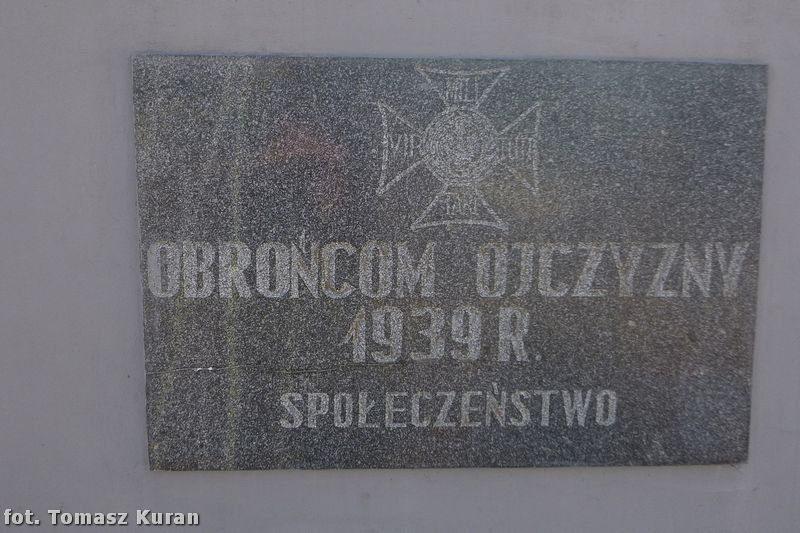 OBROŃCOM OJCZYZNY
1939 R.
SPOŁECZEŃSTWO
fot. Tomasz Kuran